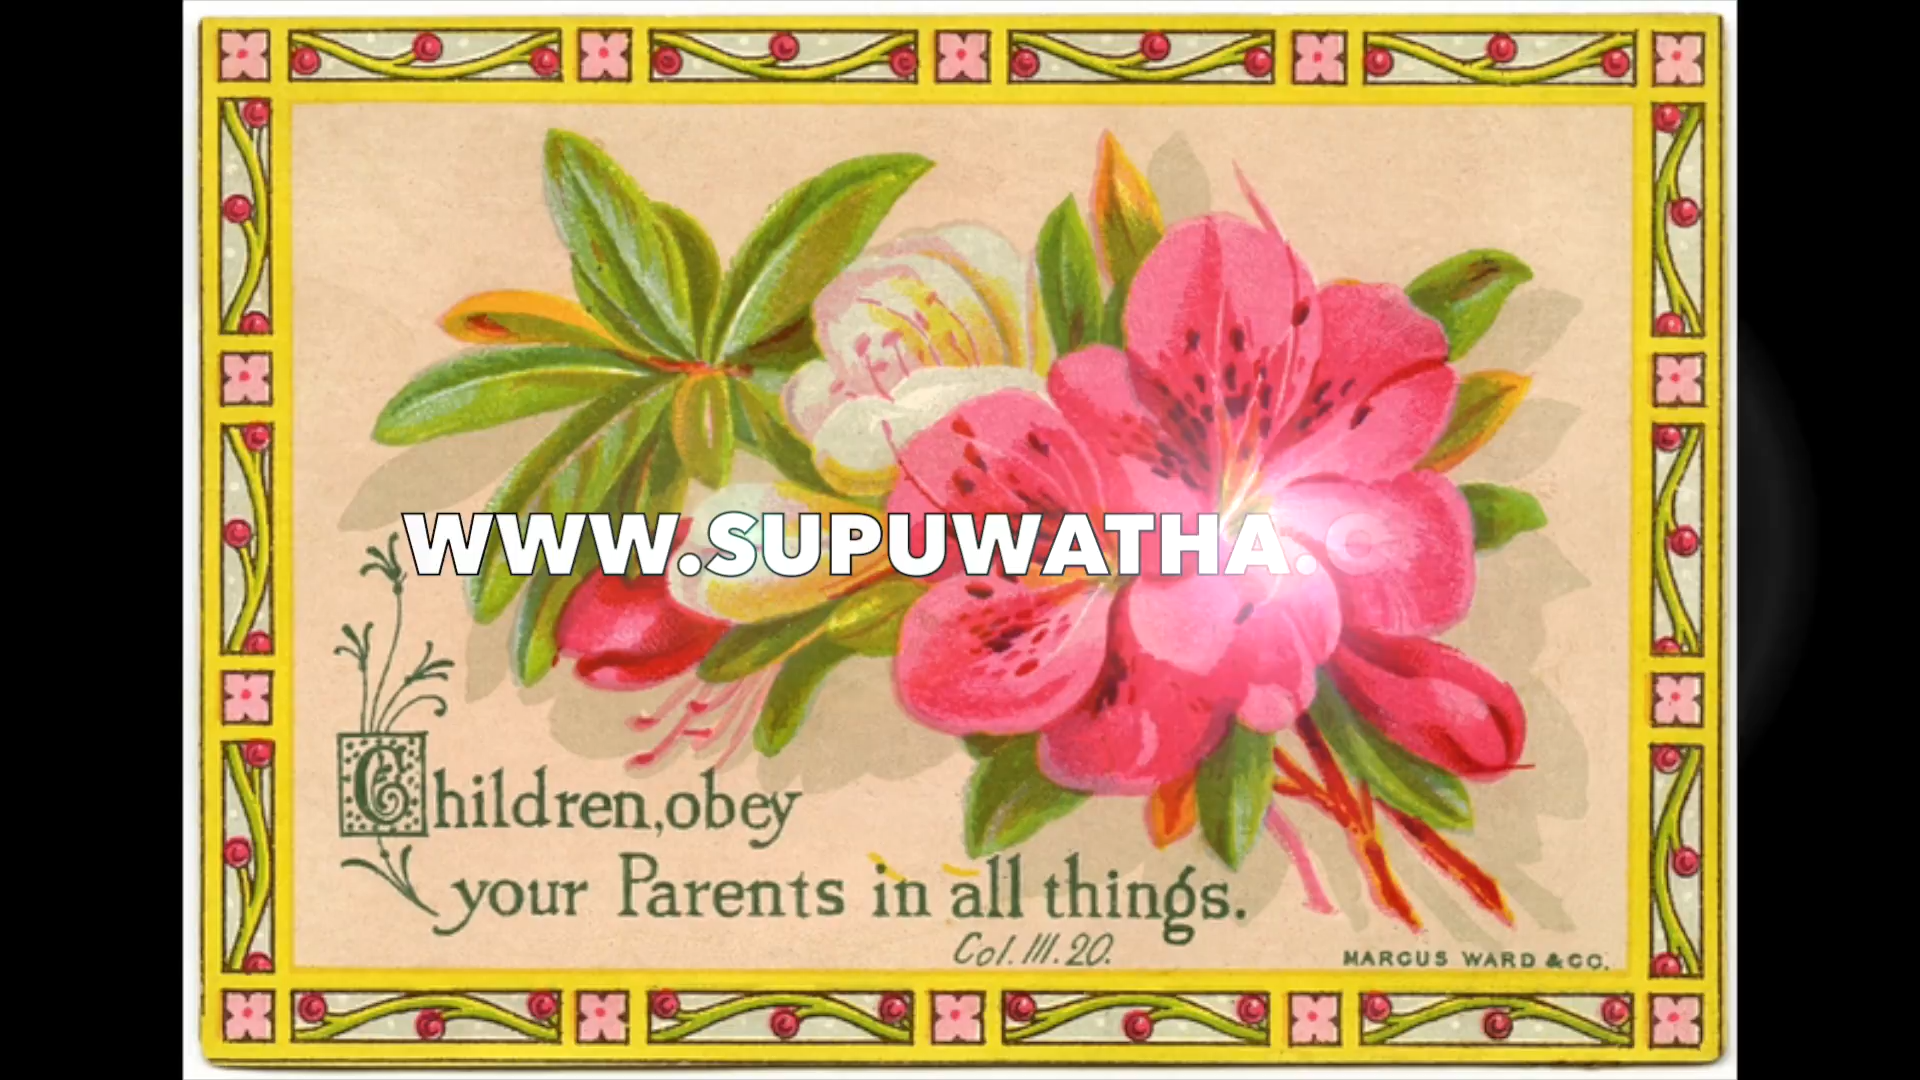 WWW.SUPUWATHA.C
Children, obey
your Parents in all things.
Col. III. 20.
MARCUS WARD & CO.